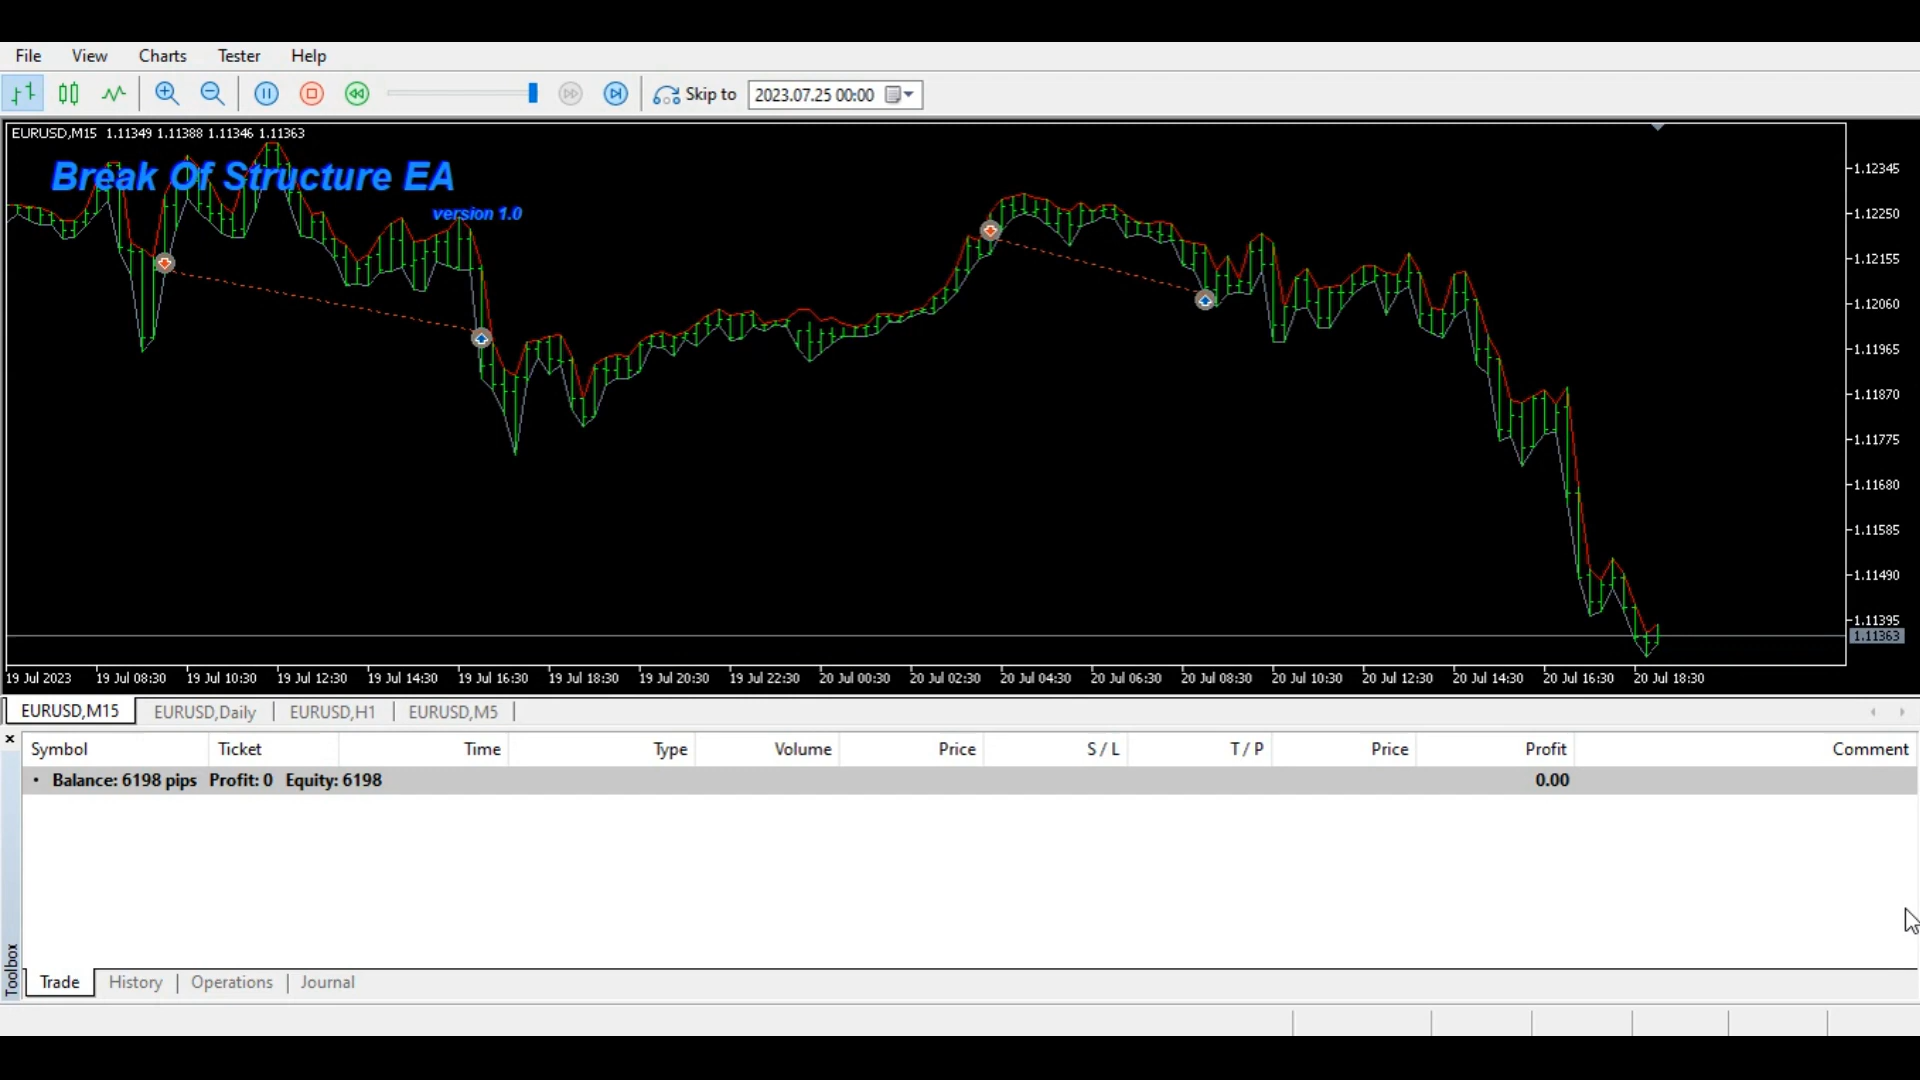 File View Charts Tester Help
Skip to 2023.07.25 00:00
EURUSD,M15 1.11349 1.11388 1.11346 1.11363
Break Of Structure EA
version 1.0
1.12345
1.12250
1.12155
1.12060
1.11965
1.11870
1.11775
1.11680
1.11585
1.11490
1.11395
1.11363
19 Jul 2023 19 Jul 08:30 19 Jul 10:30 19 Jul 12:30 19 Jul 14:30 19 Jul 16:30 19 Jul 18:30 19 Jul 20:30 19 Jul 22:30 20 Jul 00:30 20 Jul 02:30 20 Jul 04:30 20 Jul 06:30 20 Jul 08:30 20 Jul 10:30 20 Jul 12:30 20 Jul 14:30 20 Jul 16:30 20 Jul 18:30
EURUSD,M15 EURUSD,Daily EURUSD,H1 EURUSD,M5
Symbol Ticket Time Type Volume Price S / L T / P Price Profit Comment
Balance: 6198 pips Profit: 0 Equity: 6198 0.00
Toolbox
Trade History Operations Journal